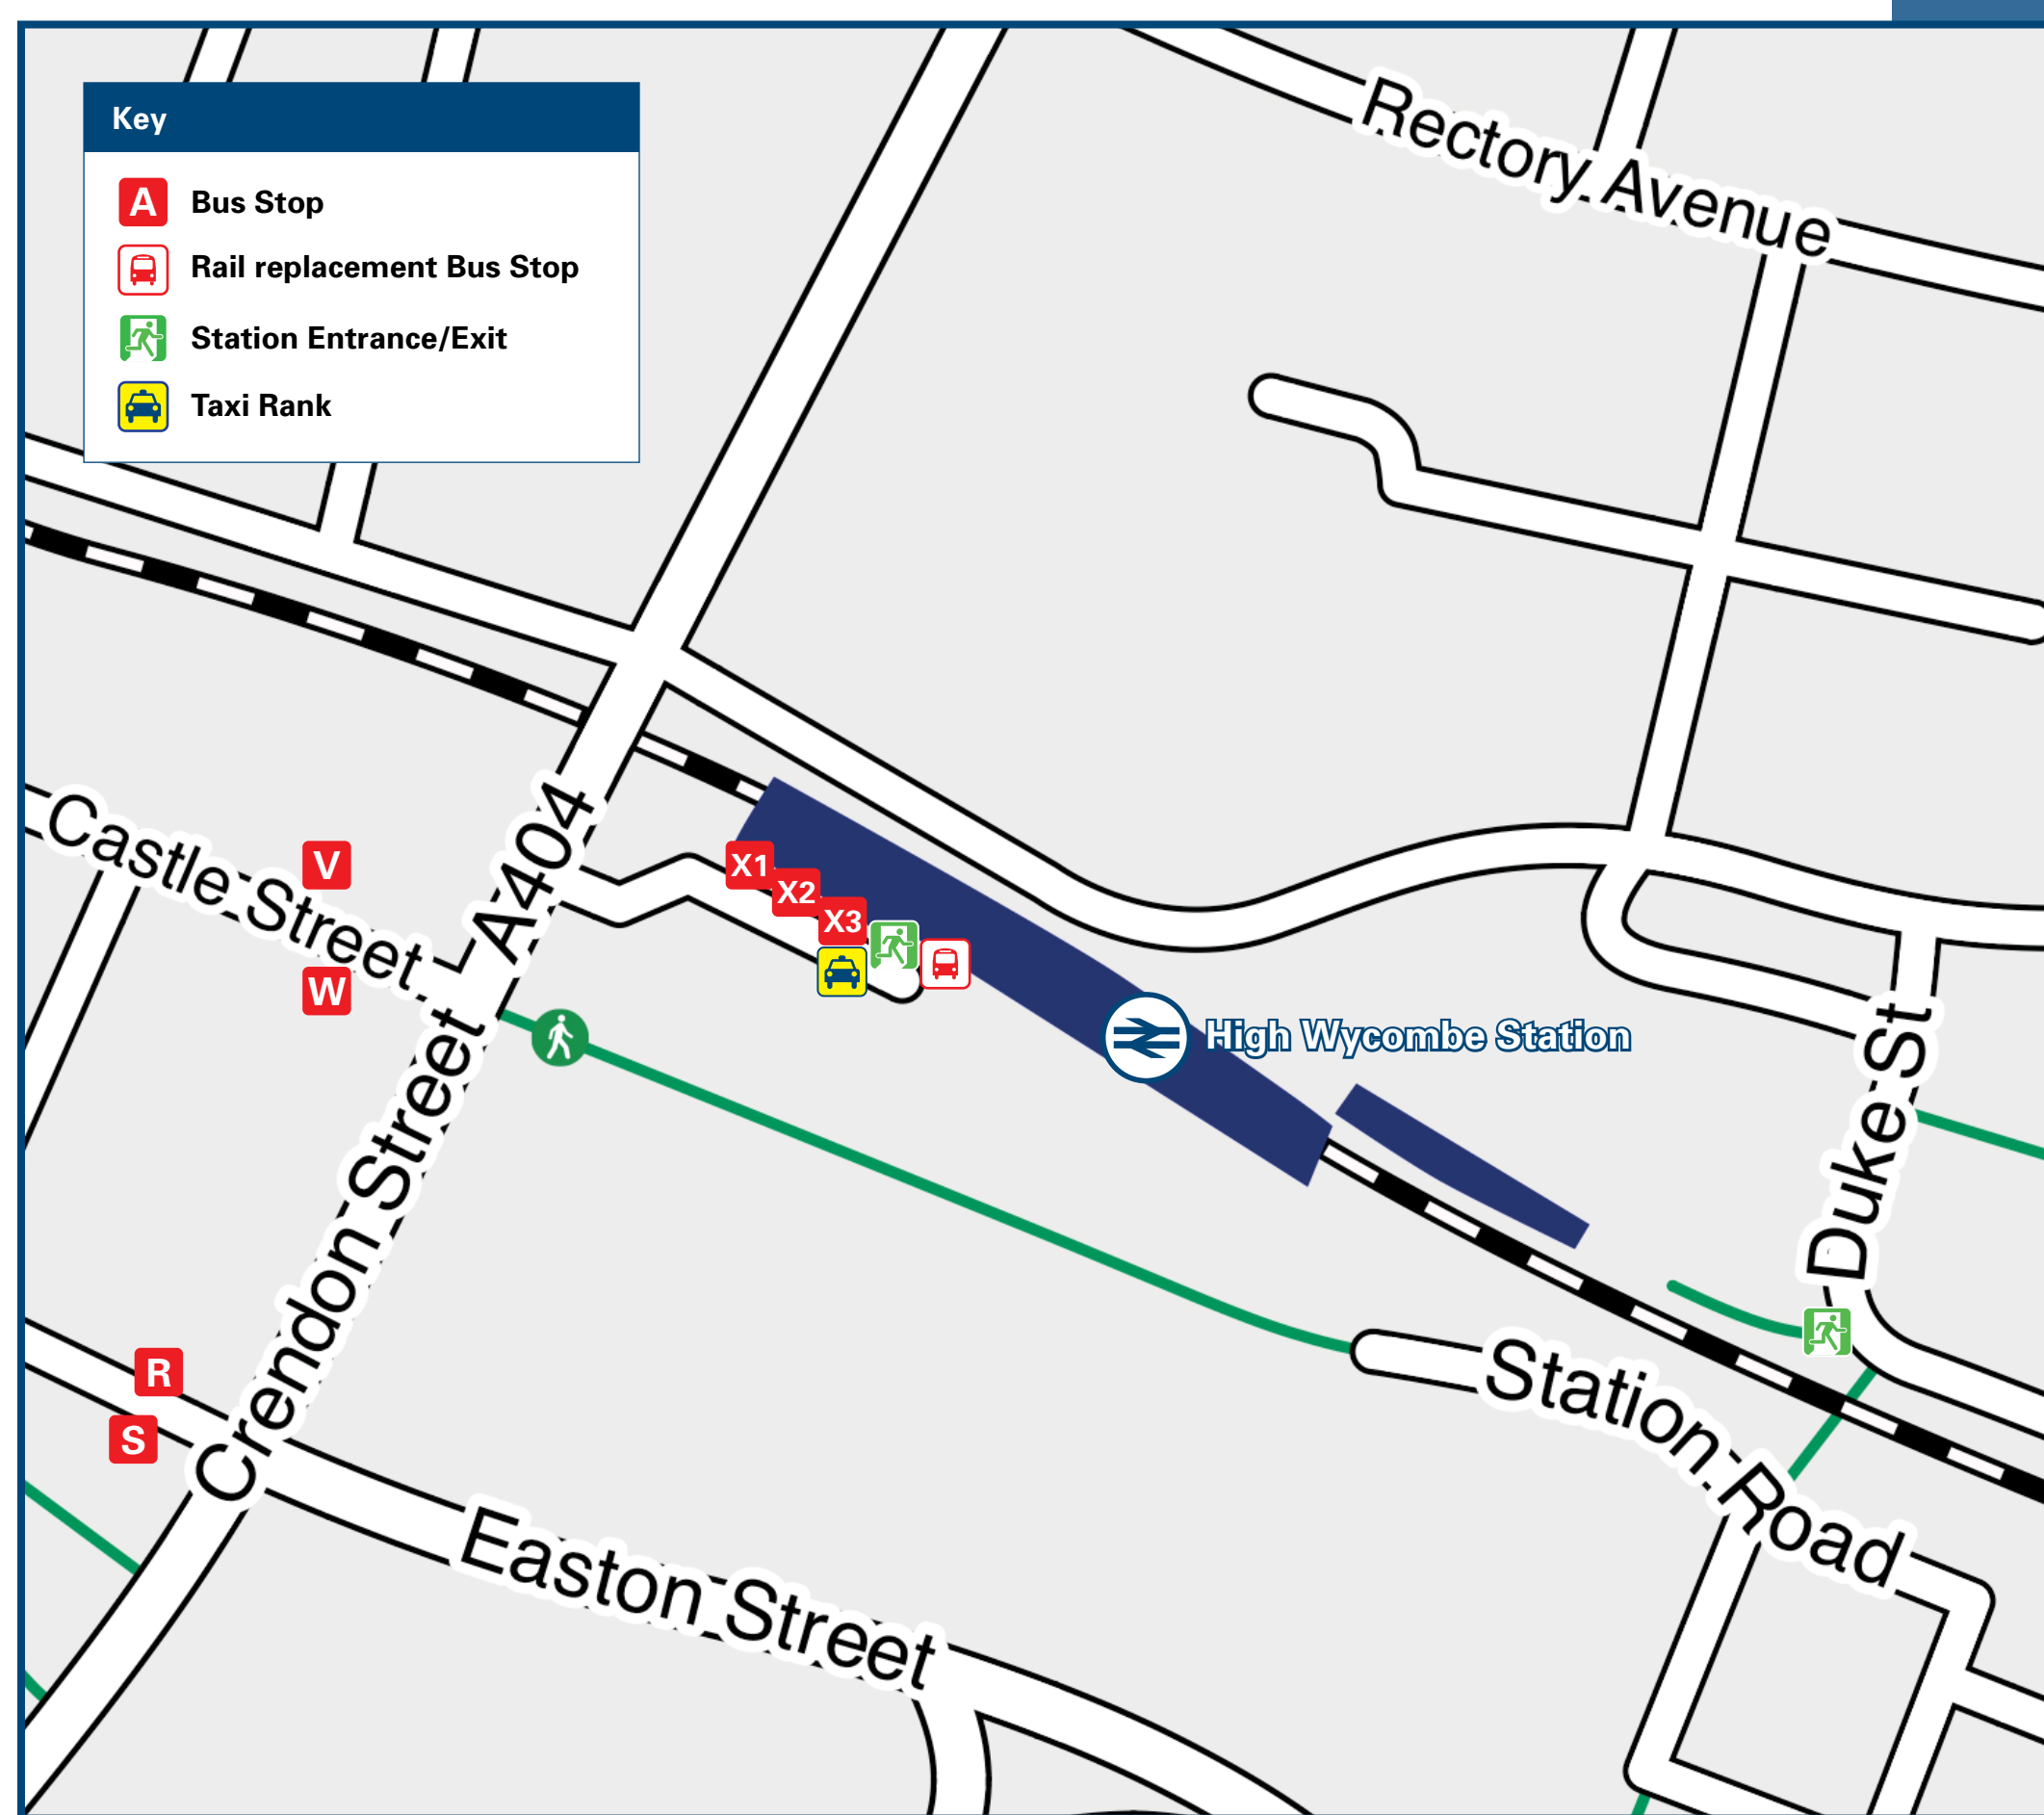 Key
A Bus Stop
Rail replacement Bus Stop
Station Entrance/Exit
Taxi Rank
Rectory Avenue
Castle Street
V
W
A404
X1
X2
X3
High Wycombe Station
Duke St
Crendon Street
R
S
Station Road
Easton Street